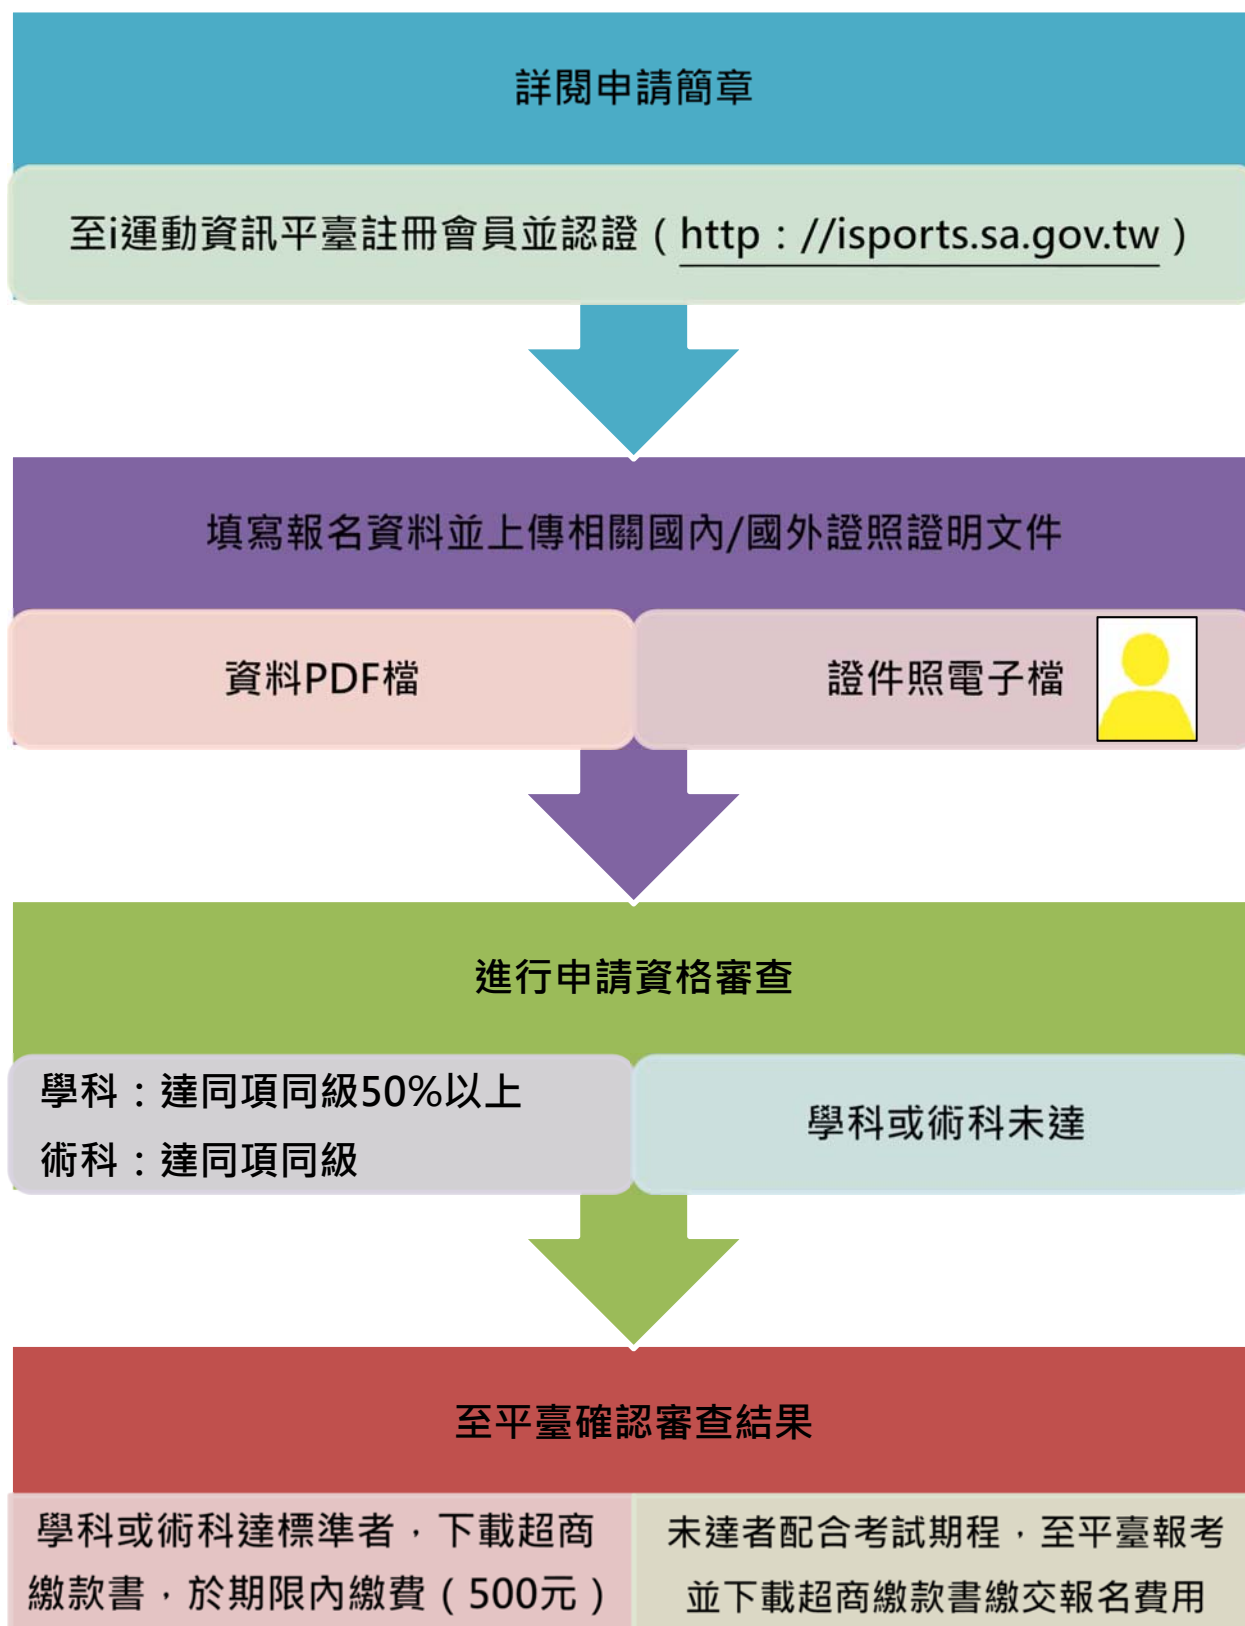 詳閱申請簡章
至i運動資訊平臺註冊會員並認證（http：//isports.sa.gov.tw）
填寫報名資料並上傳相關國內/國外證照證明文件
資料PDF檔
證件照電子檔
進行申請資格審查
學科：達同項同級50%以上
術科：達同項同級
學科或術科未達
至平臺確認審查結果
學科或術科達標準者，下載超商
繳款書，於期限內繳費（500元）
未達者配合考試期程，至平臺報考
並下載超商繳款書繳交報名費用